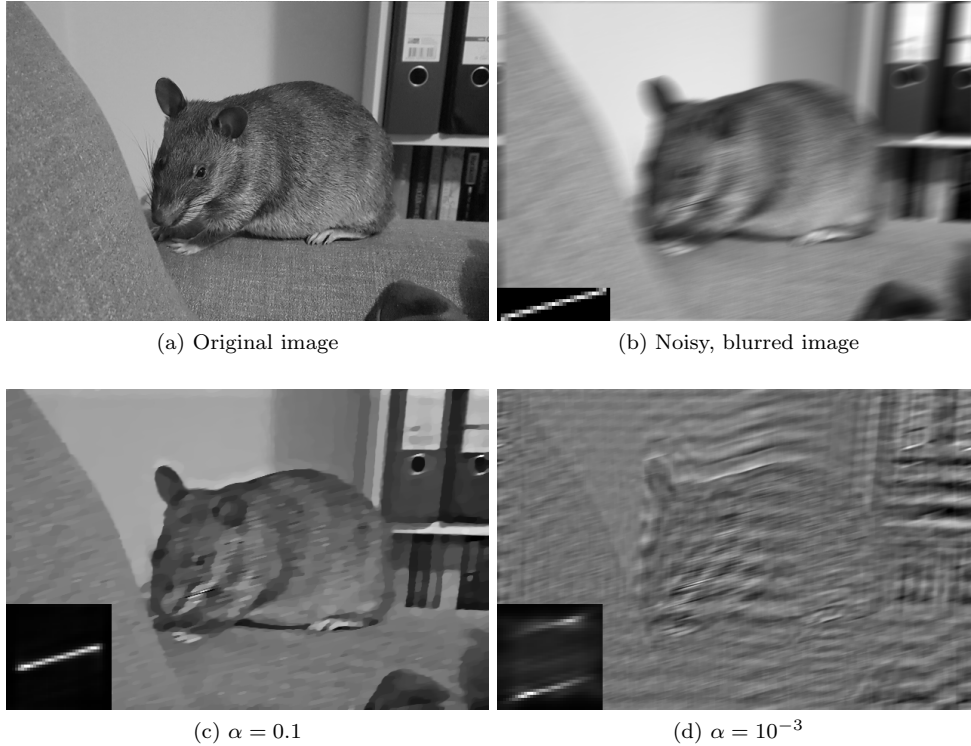 (a) Original image
(b) Noisy, blurred image
(c) α = 0.1
(d) α = 10⁻³